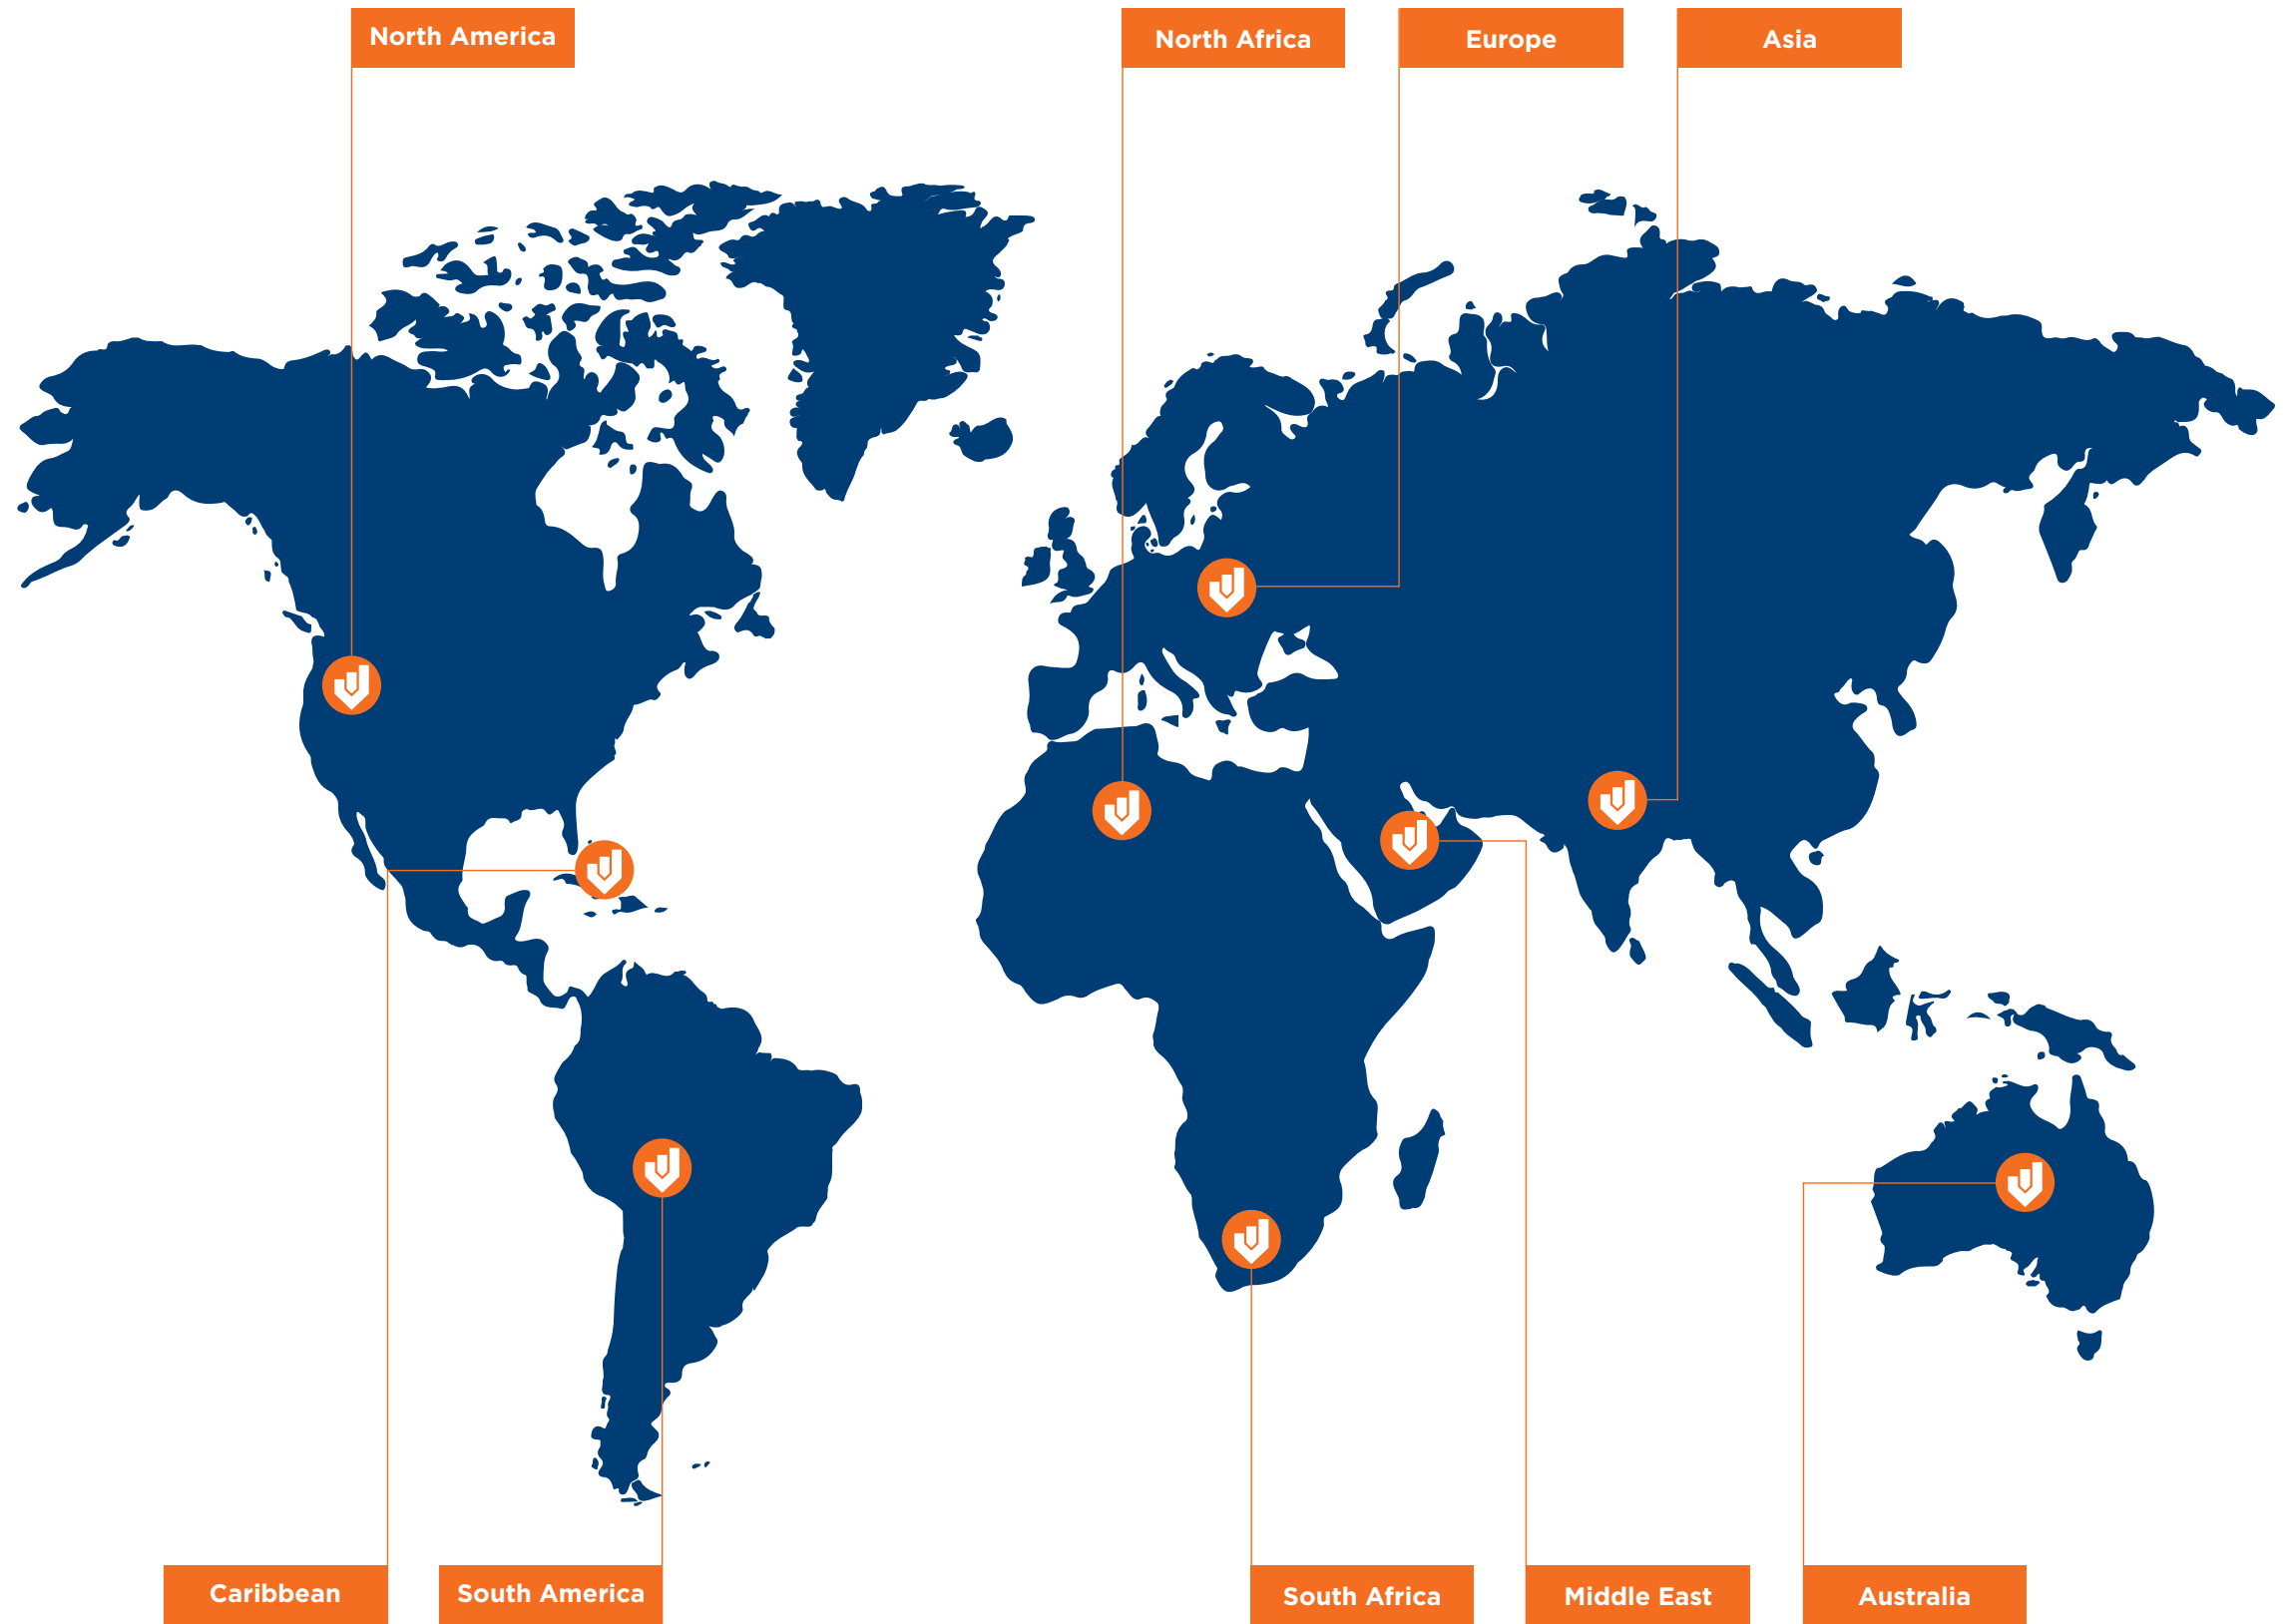 North America
North Africa
Europe
Asia
Caribbean
South America
South Africa
Middle East
Australia